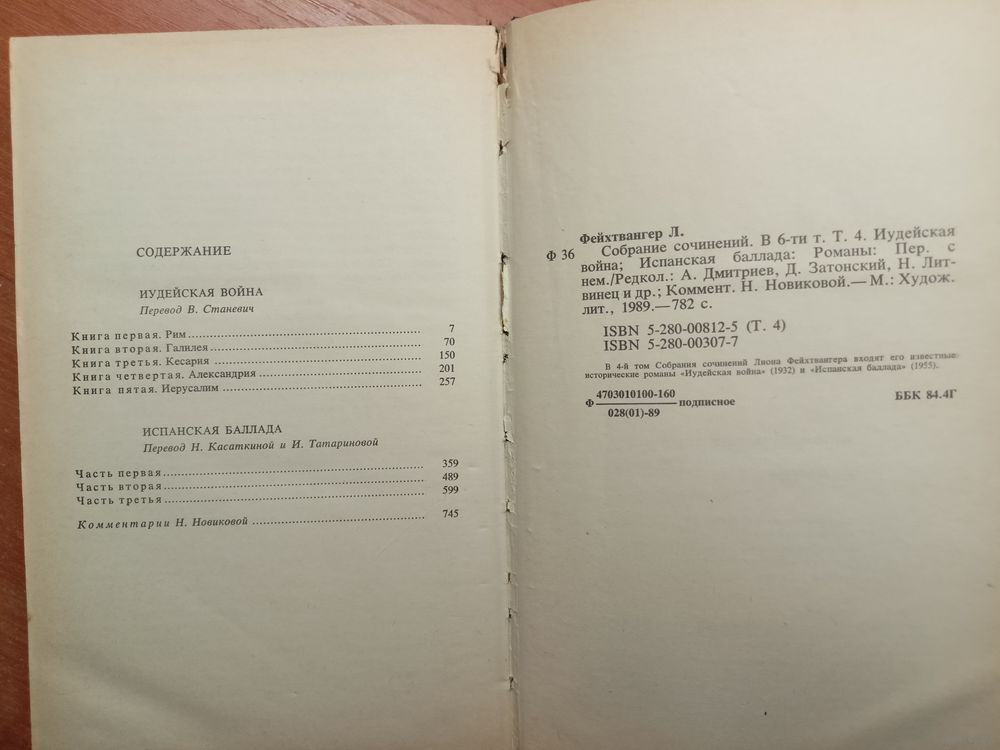 СОДЕРЖАНИЕ
ИУДЕЙСКАЯ ВОЙНА
Перевод В. Станевич
Книга первая. Рим 7
Книга вторая. Галилея 70
Книга третья. Кесария 150
Книга четвертая. Александрия 201
Книга пятая. Иерусалим 257
ИСПАНСКАЯ БАЛЛАДА
Перевод Н. Касаткиной и И. Татариновой
Часть первая 359
Часть вторая 489
Часть третья 599
Комментарии Н. Новиковой 745
Фейхтвангер Л.
Ф 36 Собрание сочинений. В 6-ти т. Т. 4. Иудейская
война; Испанская баллада: Романы: Пер. с
нем./Редкол.: А. Дмитриев, Д. Затонский, Н. Лит-
винец и др.; Коммент. Н. Новиковой.— М.: Худож.
лит., 1989.—782 с.
ISBN 5-280-00812-5 (Т. 4)
ISBN 5-280-00307-7
В 4-й том Собрания сочинений Лиона Фейхтвангера входят его известные
исторические романы «Иудейская война» (1932) и «Испанская баллада» (1955).
4703010100-160
Ф подписное
028(01)-89
ББК 84.4Г